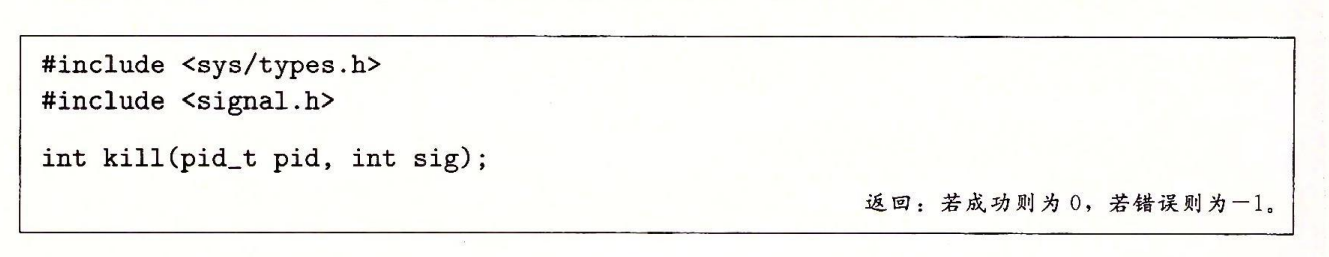 #include <sys/types.h>
#include <signal.h>
int kill(pid_t pid, int sig);
返回：若成功则为 0，若错误则为－1。